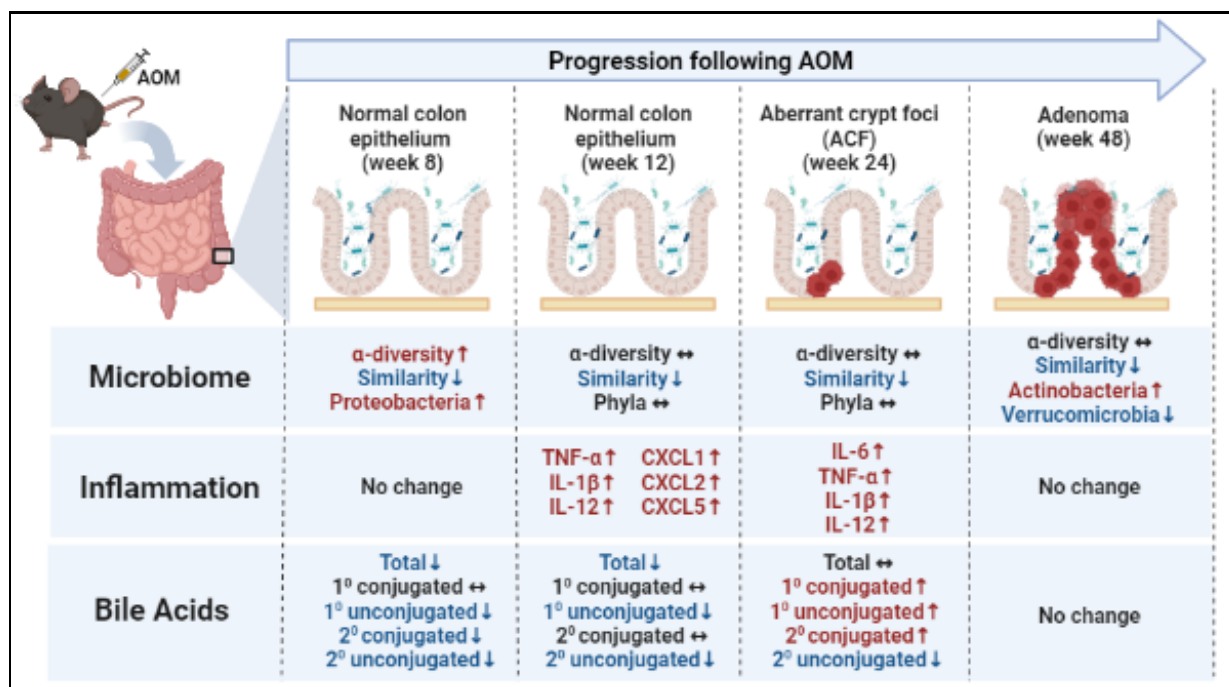 AOM
Progression following AOM
Normal colon
epithelium
(week 8)
Normal colon
epithelium
(week 12)
Aberrant crypt foci
(ACF)
(week 24)
Adenoma
(week 48)
Microbiome
α-diversity ↑
Similarity ↓
Proteobacteria ↑
α-diversity ↔
Similarity ↓
Phyla ↔
α-diversity ↔
Similarity ↓
Phyla ↔
α-diversity ↔
Similarity ↓
Actinobacteria ↑
Verrucomicrobia ↓
Inflammation
No change
TNF-α ↑ CXCL1 ↑
IL-1β ↑ CXCL2 ↑
IL-12 ↑ CXCL5 ↑
IL-6 ↑
TNF-α ↑
IL-1β ↑
IL-12 ↑
No change
Bile Acids
Total ↓
1⁰ conjugated ↔
1⁰ unconjugated ↓
2⁰ conjugated ↓
2⁰ unconjugated ↓
Total ↓
1⁰ conjugated ↔
1⁰ unconjugated ↓
2⁰ conjugated ↔
2⁰ unconjugated ↓
Total ↔
1⁰ conjugated ↑
1⁰ unconjugated ↑
2⁰ conjugated ↑
2⁰ unconjugated ↓
No change